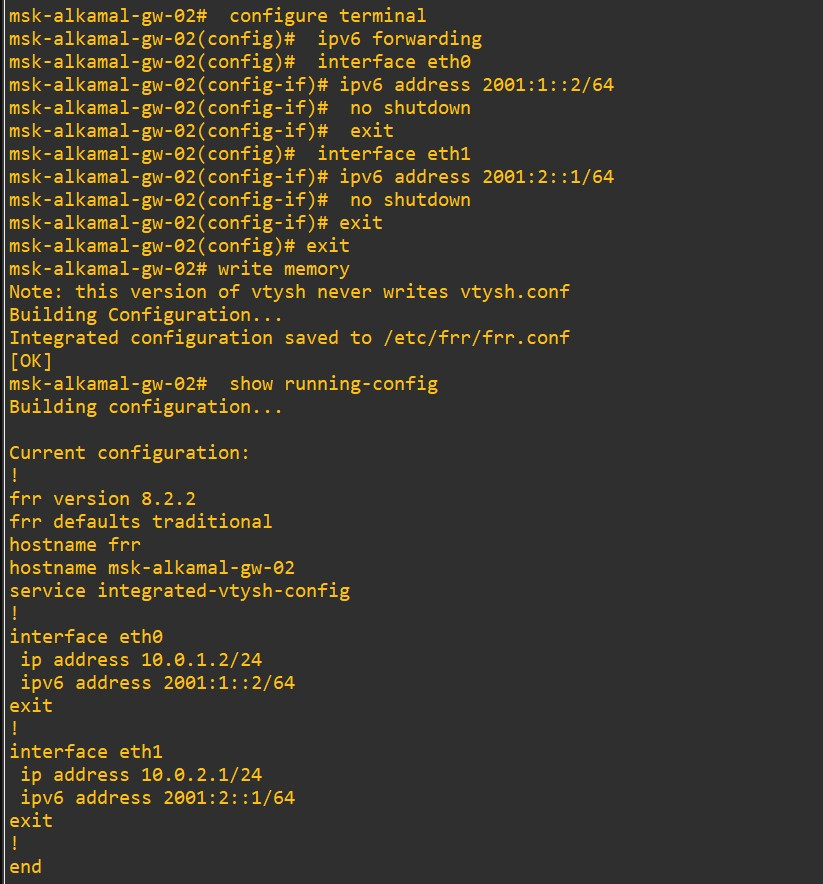 msk-alkamal-gw-02#  configure terminal
msk-alkamal-gw-02(config)#  ipv6 forwarding
msk-alkamal-gw-02(config)#  interface eth0
msk-alkamal-gw-02(config-if)# ipv6 address 2001:1::2/64
msk-alkamal-gw-02(config-if)#  no shutdown
msk-alkamal-gw-02(config-if)#  exit
msk-alkamal-gw-02(config)#  interface eth1
msk-alkamal-gw-02(config-if)# ipv6 address 2001:2::1/64
msk-alkamal-gw-02(config-if)#  no shutdown
msk-alkamal-gw-02(config-if)# exit
msk-alkamal-gw-02(config)# exit
msk-alkamal-gw-02# write memory
Note: this version of vtysh never writes vtysh.conf
Building Configuration...
Integrated configuration saved to /etc/frr/frr.conf
[OK]
msk-alkamal-gw-02#  show running-config
Building configuration...

Current configuration:
!
frr version 8.2.2
frr defaults traditional
hostname frr
hostname msk-alkamal-gw-02
service integrated-vtysh-config
!
interface eth0
 ip address 10.0.1.2/24
 ipv6 address 2001:1::2/64
exit
!
interface eth1
 ip address 10.0.2.1/24
 ipv6 address 2001:2::1/64
exit
!
end